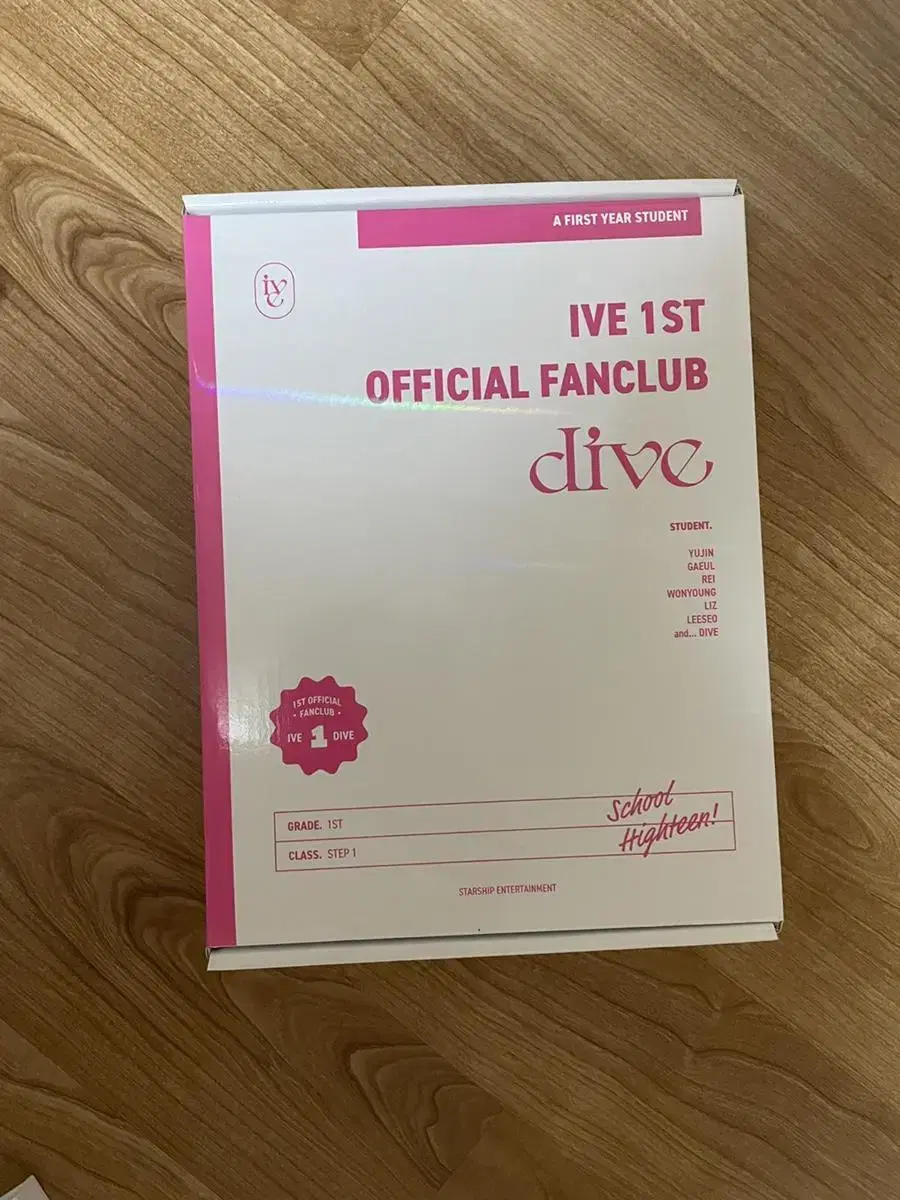 A FIRST YEAR STUDENT
ive
IVE 1ST
OFFICIAL FANCLUB
dive
STUDENT.
YUJIN
GAEUL
REI
WONYOUNG
LIZ
LEESEO
and... DIVE
1ST OFFICIAL
• FANCLUB •
IVE 1 DIVE
GRADE. 1ST
CLASS. STEP 1
School
Highteen!
STARSHIP ENTERTAINMENT